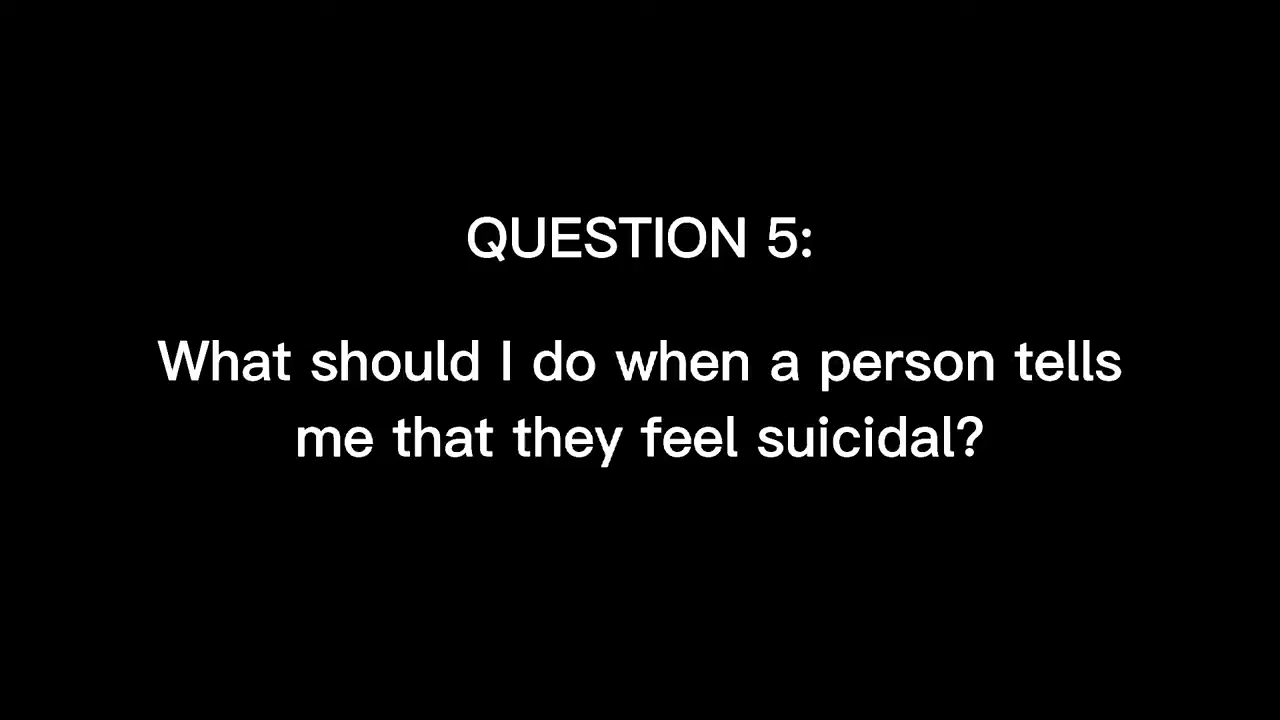 QUESTION 5:
What should I do when a person tells
me that they feel suicidal?